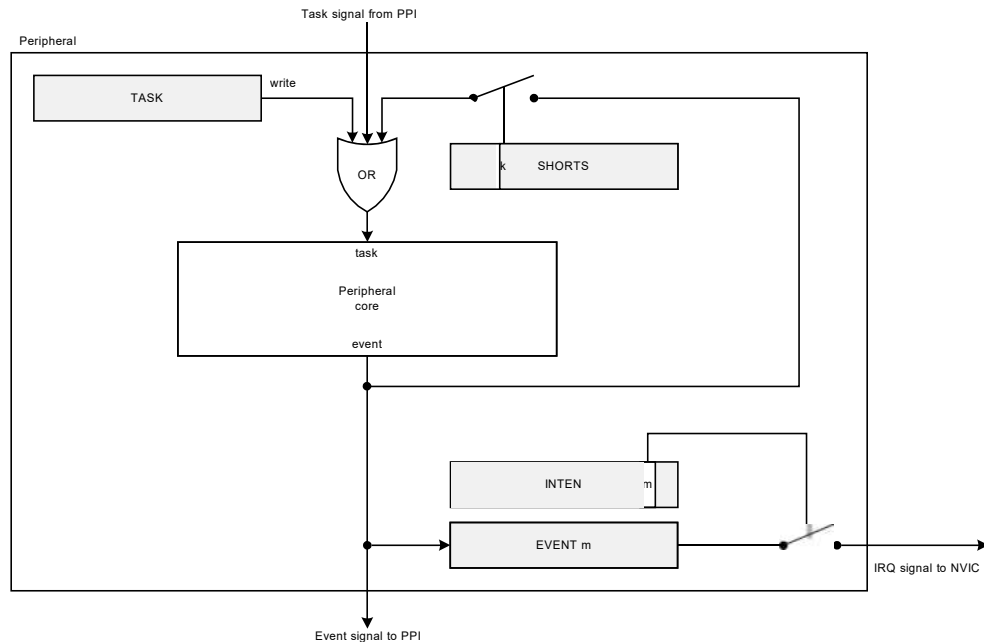 Task signal from PPI
Peripheral
write
TASK
OR
k
SHORTS
task
Peripheral
core
event
INTEN
m
EVENT m
IRQ signal to NVIC
Event signal to PPI